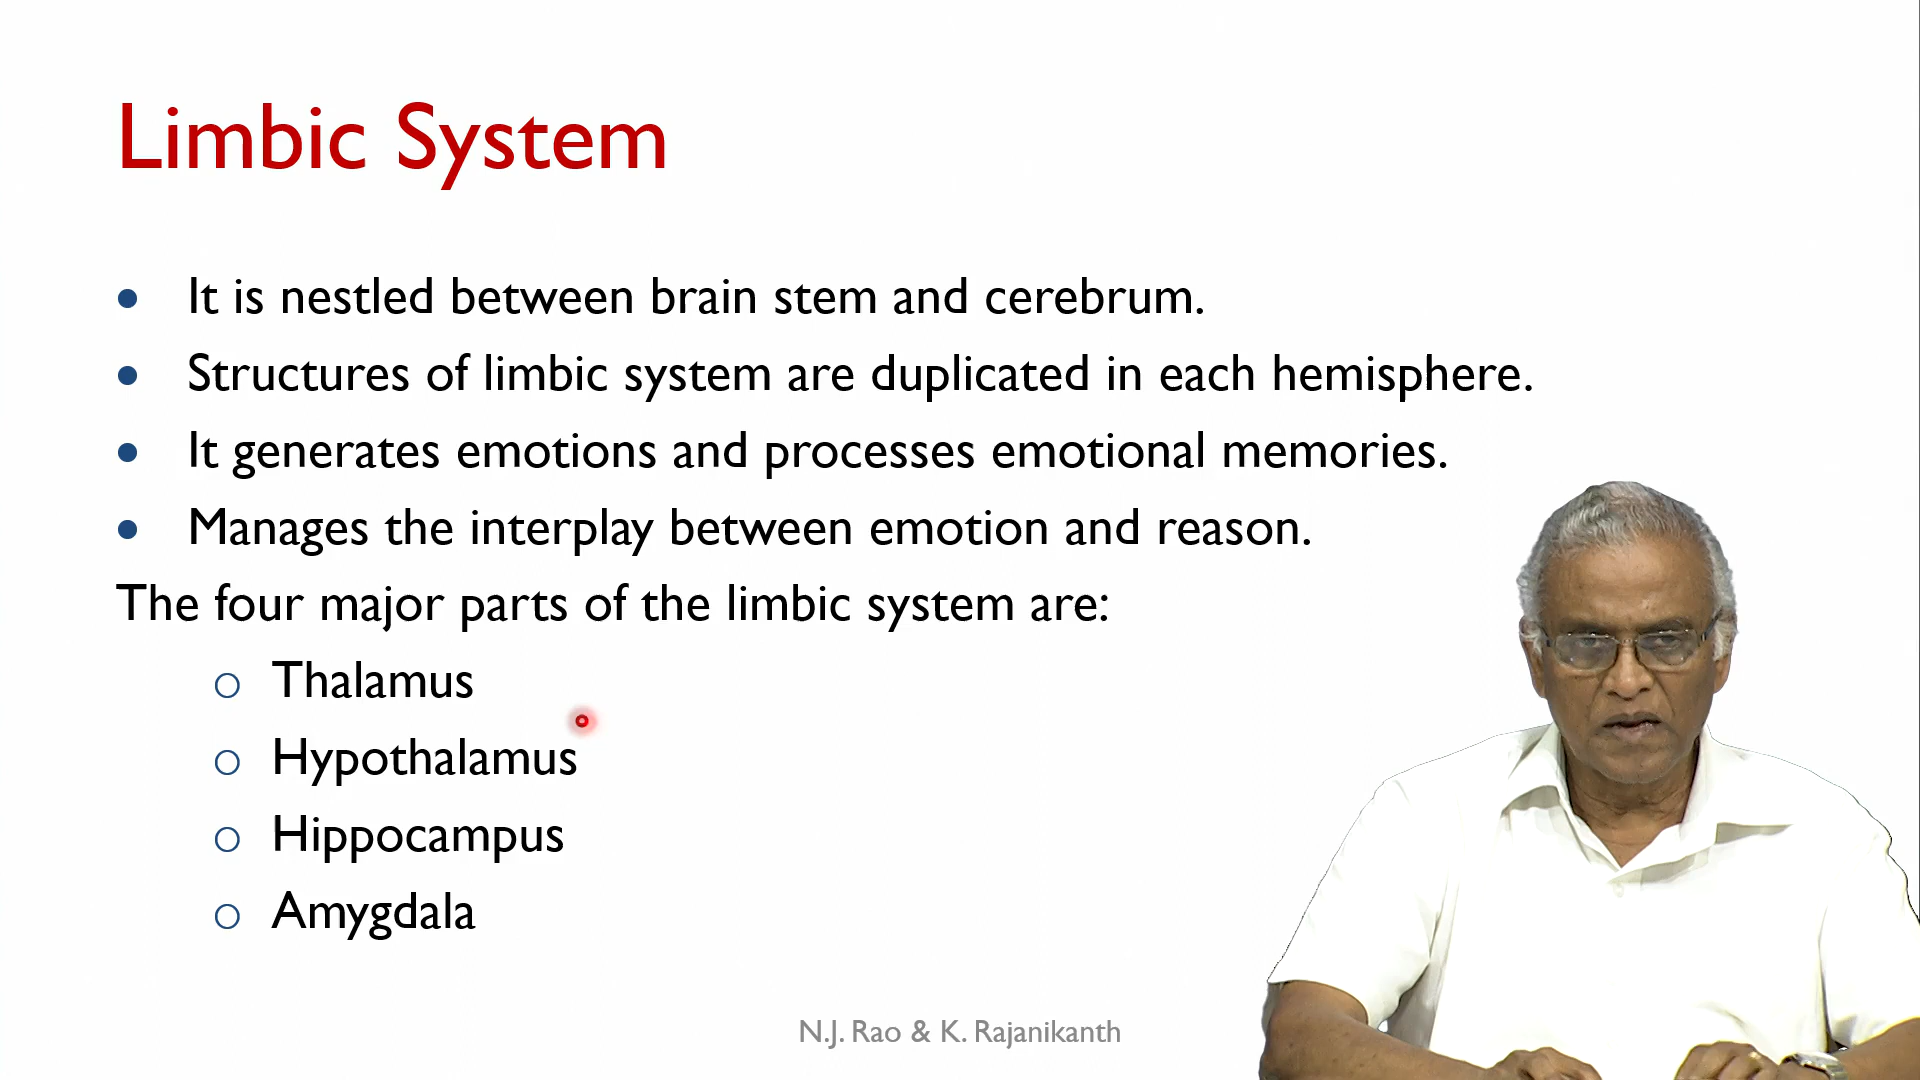 Limbic System
• It is nestled between brain stem and cerebrum.
• Structures of limbic system are duplicated in each hemisphere.
• It generates emotions and processes emotional memories.
• Manages the interplay between emotion and reason.
The four major parts of the limbic system are:
○ Thalamus
○ Hypothalamus
○ Hippocampus
○ Amygdala
N.J. Rao & K. Rajanikanth